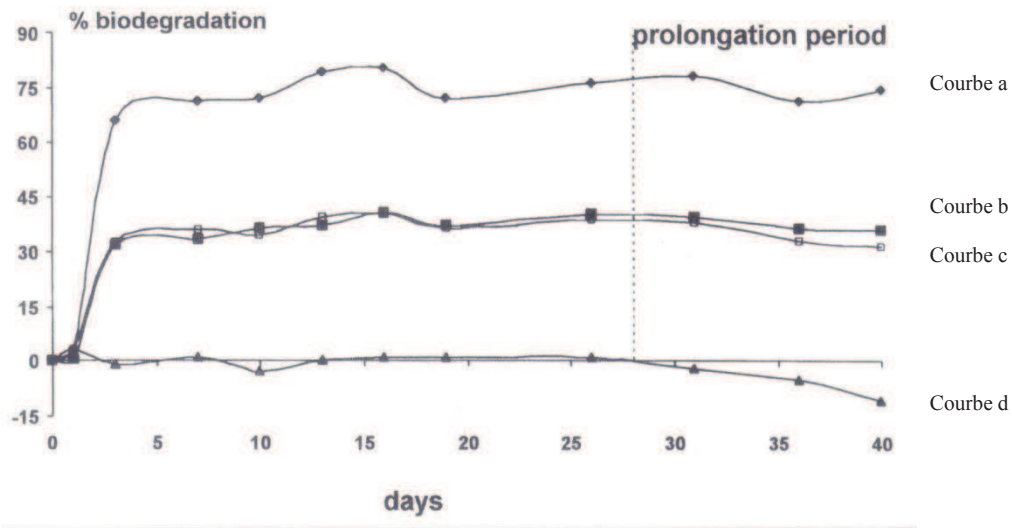 % biodegradation
prolongation period
90
75
60
45
30
15
0
-15
0 5 10 15 20 25 30 35 40
days
Courbe a
Courbe b
Courbe c
Courbe d